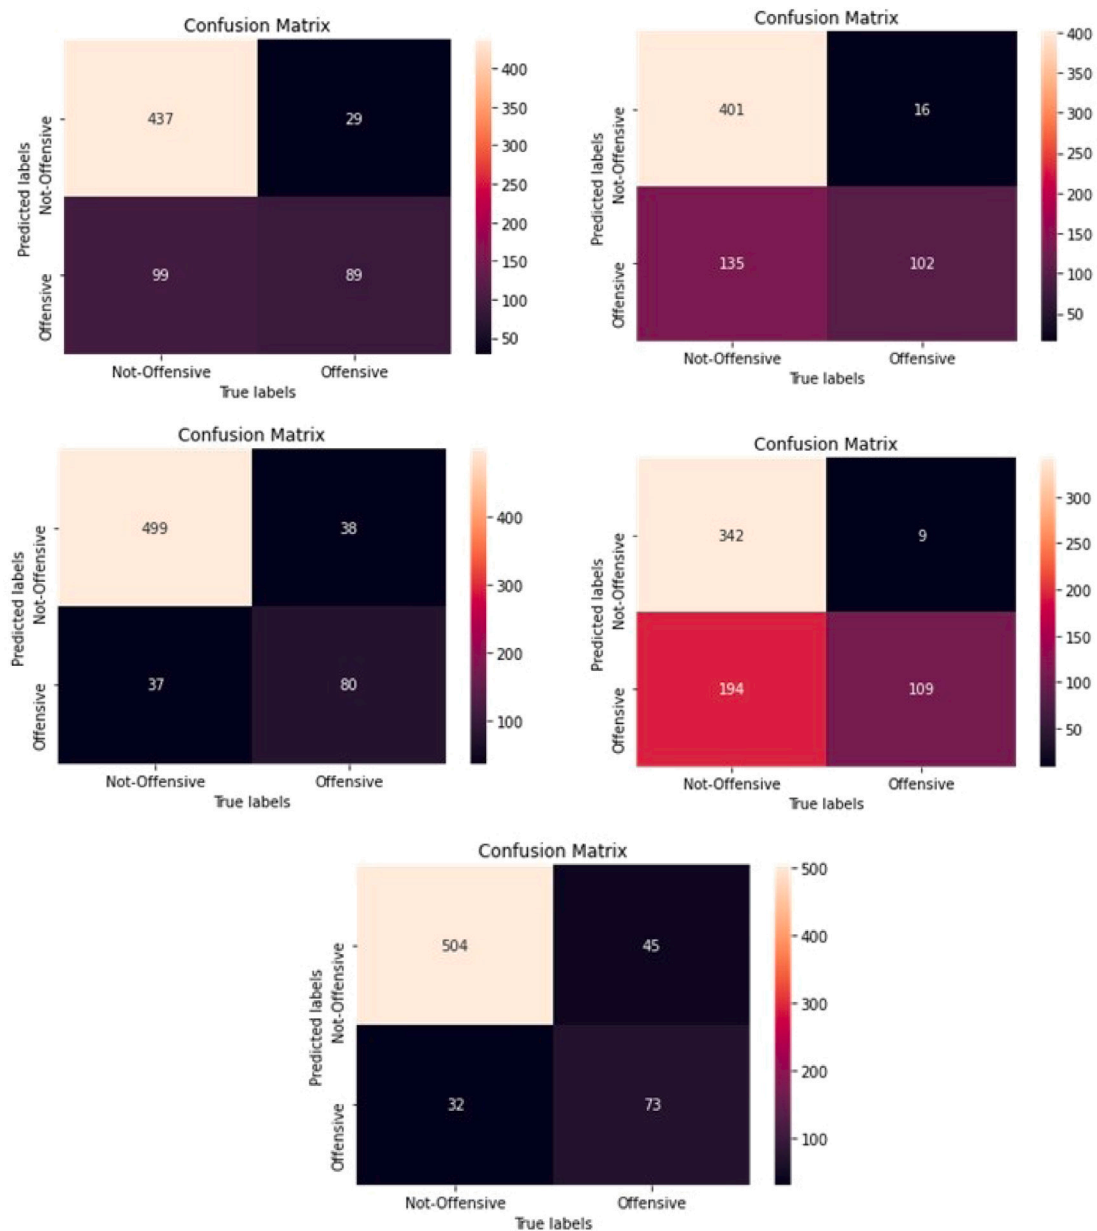 Confusion Matrix
437 29
99 89
Predicted labels
Not-Offensive
Offensive
Not-Offensive Offensive
True labels
400
350
300
250
200
150
100
50
Confusion Matrix
401 16
135 102
Predicted labels
Not-Offensive
Offensive
Not-Offensive Offensive
True labels
400
350
300
250
200
150
100
50
Confusion Matrix
499 38
37 80
Predicted labels
Not-Offensive
Offensive
Not-Offensive Offensive
True labels
400
300
200
100
Confusion Matrix
342 9
194 109
Predicted labels
Not-Offensive
Offensive
Not-Offensive Offensive
True labels
300
250
200
150
100
50
Confusion Matrix
504 45
32 73
Predicted labels
Not-Offensive
Offensive
Not-Offensive Offensive
True labels
500
400
300
200
100